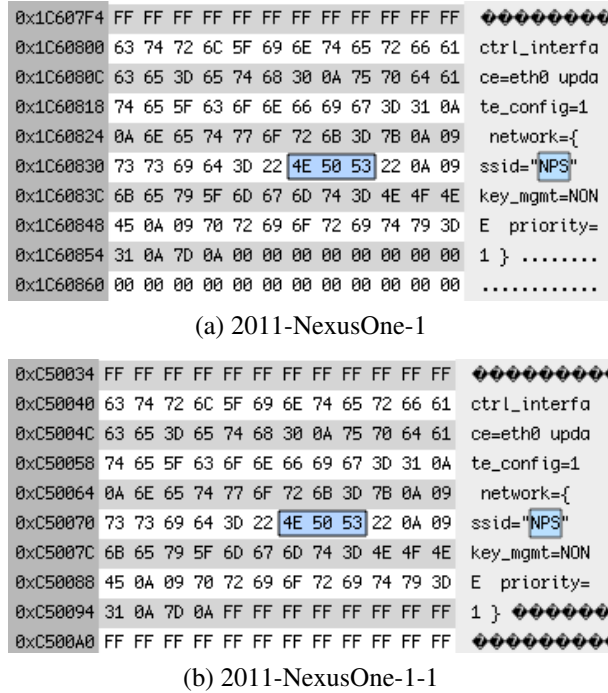 0x1C607F4 FF FF FF FF FF FF FF FF FF FF FF FF ������������
0x1C60800 63 74 72 6C 5F 69 6E 74 65 72 66 61 ctrl_interfa
0x1C6080C 63 65 3D 65 74 68 30 0A 75 70 64 61 ce=eth0 upda
0x1C60818 74 65 5F 63 6F 6E 66 69 67 3D 31 0A te_config=1
0x1C60824 0A 6E 65 74 77 6F 72 6B 3D 7B 0A 09 network={
0x1C60830 73 73 69 64 3D 22 4E 50 53 22 0A 09 ssid="NPS"
0x1C6083C 6B 65 79 5F 6D 67 6D 74 3D 4E 4F 4E key_mgmt=NON
0x1C60848 45 0A 09 70 72 69 6F 72 69 74 79 3D E priority=
0x1C60854 31 0A 7D 0A 00 00 00 00 00 00 00 00 1 } ........
0x1C60860 00 00 00 00 00 00 00 00 00 00 00 00 ............
(a) 2011-NexusOne-1
0xC50034 FF FF FF FF FF FF FF FF FF FF FF FF ���������
0xC50040 63 74 72 6C 5F 69 6E 74 65 72 66 61 ctrl_interfa
0xC5004C 63 65 3D 65 74 68 30 0A 75 70 64 61 ce=eth0 upda
0xC50058 74 65 5F 63 6F 6E 66 69 67 3D 31 0A te_config=1
0xC50064 0A 6E 65 74 77 6F 72 6B 3D 7B 0A 09 network={
0xC50070 73 73 69 64 3D 22 4E 50 53 22 0A 09 ssid="NPS"
0xC5007C 6B 65 79 5F 6D 67 6D 74 3D 4E 4F 4E key_mgmt=NON
0xC50088 45 0A 09 70 72 69 6F 72 69 74 79 3D E priority=
0xC50094 31 0A 7D 0A FF FF FF FF FF FF FF FF 1 } ������
0xC500A0 FF FF FF FF FF FF FF FF FF FF FF FF ���������
(b) 2011-NexusOne-1-1